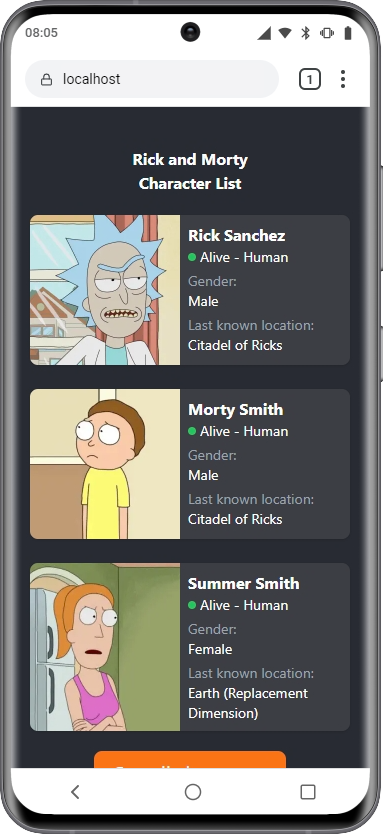 08:05
localhost
1
Rick and Morty
Character List
Rick Sanchez
Alive - Human
Gender:
Male
Last known location:
Citadel of Ricks
Morty Smith
Alive - Human
Gender:
Male
Last known location:
Citadel of Ricks
Summer Smith
Alive - Human
Gender:
Female
Last known location:
Earth (Replacement
Dimension)